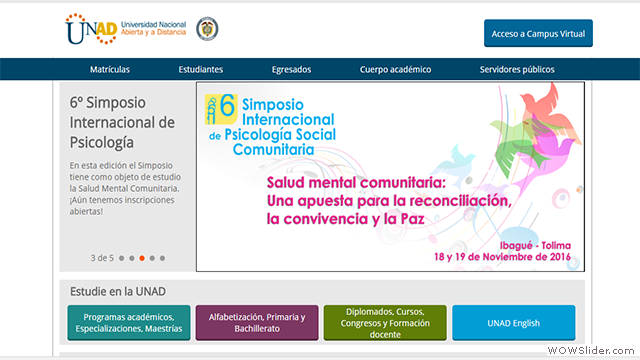 UNAD
Universidad Nacional
Abierta y a Distancia
Acceso a Campus Virtual
Matrículas
Estudiantes
Egresados
Cuerpo académico
Servidores públicos
6º Simposio
Internacional de
Psicología
En esta edición el Simposio
tiene como objeto de estudio
la Salud Mental Comunitaria.
¡Aún tenemos inscripciones
abiertas!
3 de 5
6 Simposio
Internacional
de Psicología Social
Comunitaria
Salud mental comunitaria:
Una apuesta para la reconciliación,
la convivencia y la Paz
Ibagué - Tolima
18 y 19 de Noviembre de 2016
Estudie en la UNAD
Programas académicos,
Especializaciones, Maestrías
Alfabetización, Primaria y
Bachillerato
Diplomados, Cursos,
Congresos y Formación
docente
UNAD English
WOWSlider.com